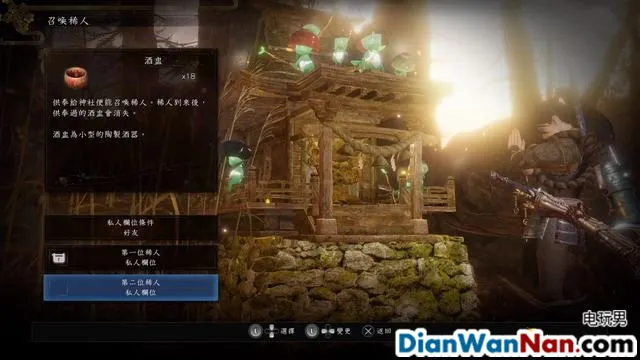 召喚稀人
酒盅
x18
供奉給神社便能召喚稀人。稀人到來後，
供奉過的酒盅會消失。
酒盅為小型的陶製酒器。
私人欄位條件
好友
第一位稀人
私人欄位
第二位稀人
私人欄位
L 選擇
L 變更
返回
电玩男
DianWanNan.com